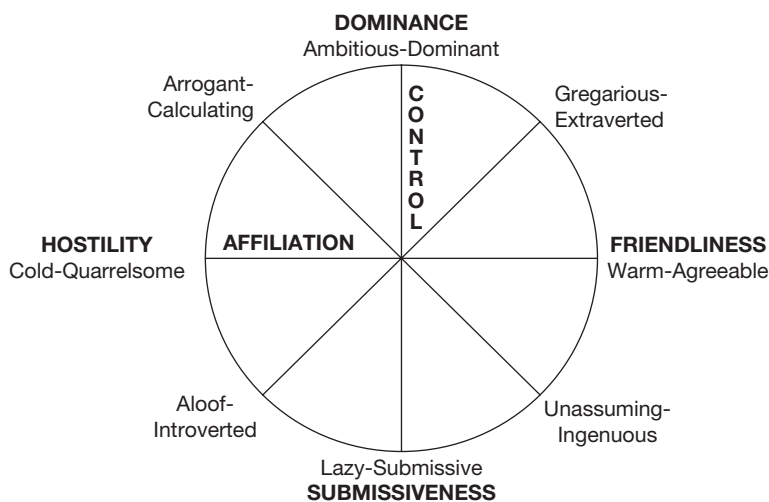 DOMINANCE
Ambitious-Dominant
Arrogant-
Calculating
CONTROL
Gregarious-
Extraverted
HOSTILITY
Cold-Quarrelsome
AFFILIATION
FRIENDLINESS
Warm-Agreeable
Aloof-
Introverted
Unassuming-
Ingenuous
Lazy-Submissive
SUBMISSIVENESS